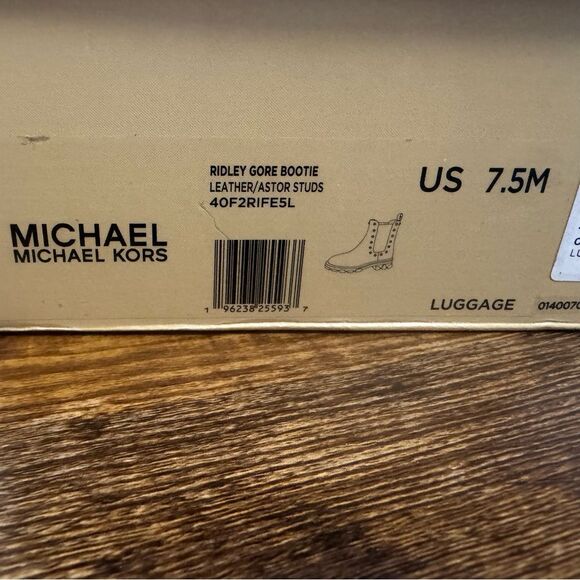 RIDLEY GORE BOOTIE
LEATHER/ASTOR STUDS
40F2RIFE5L
US 7.5M
MICHAEL
MICHAEL KORS
1 96238 25593 7
LUGGAGE